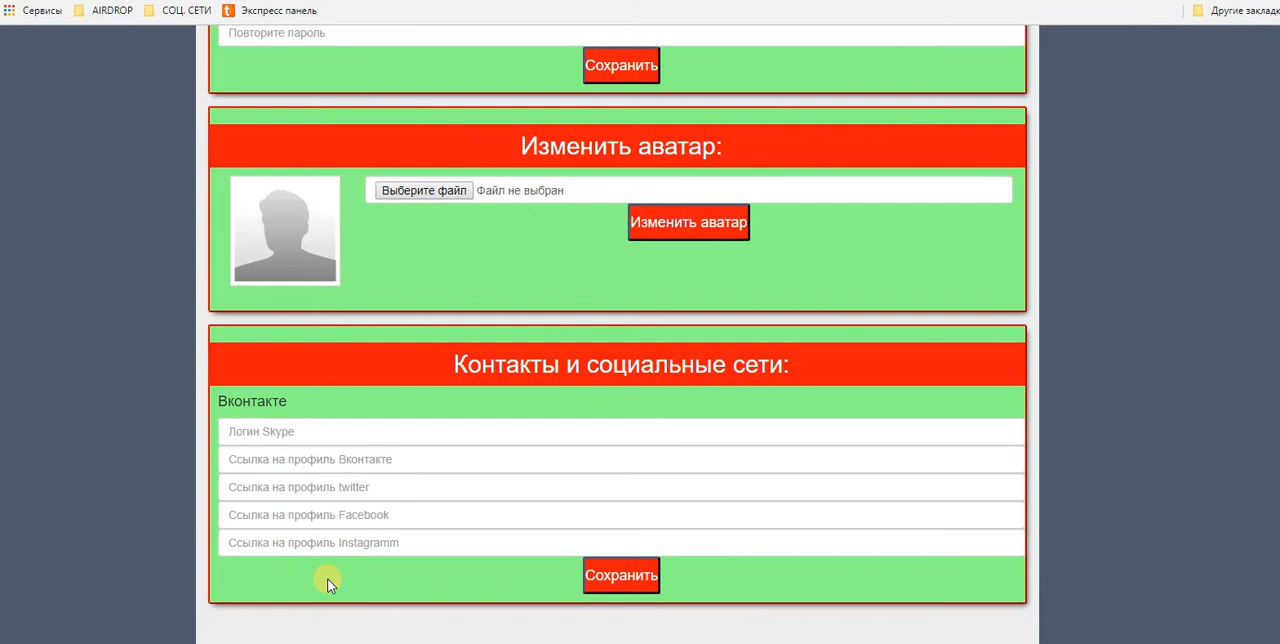 Сервисы AIRDROP СОЦ. СЕТИ t Экспресс панель Другие закладк
Повторите пароль
Сохранить
Изменить аватар:
Выберите файл Файл не выбран
Изменить аватар
Контакты и социальные сети:
Вконтакте
Логин Skype
Ссылка на профиль Вконтакте
Ссылка на профиль twitter
Ссылка на профиль Facebook
Ссылка на профиль Instagramm
Сохранить